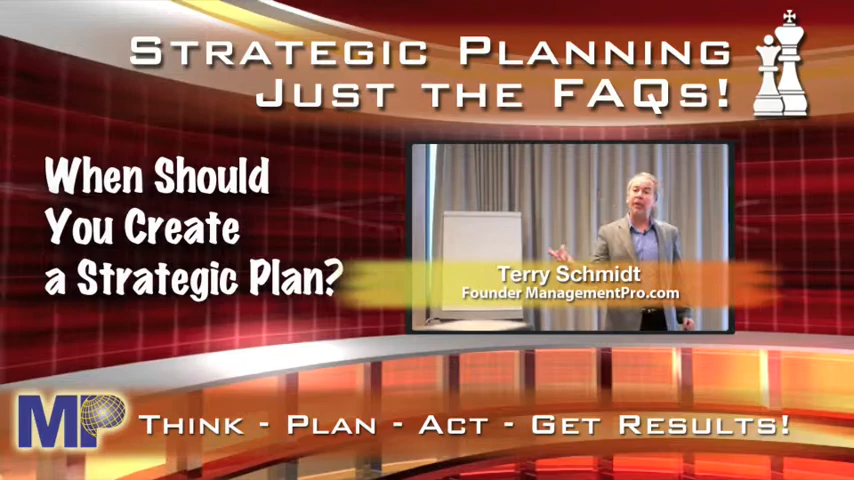 Strategic Planning
Just the FAQs!
When Should
You Create
a Strategic Plan?
Terry Schmidt
Founder ManagementPro.com
MP
Think - Plan - Act - Get Results!